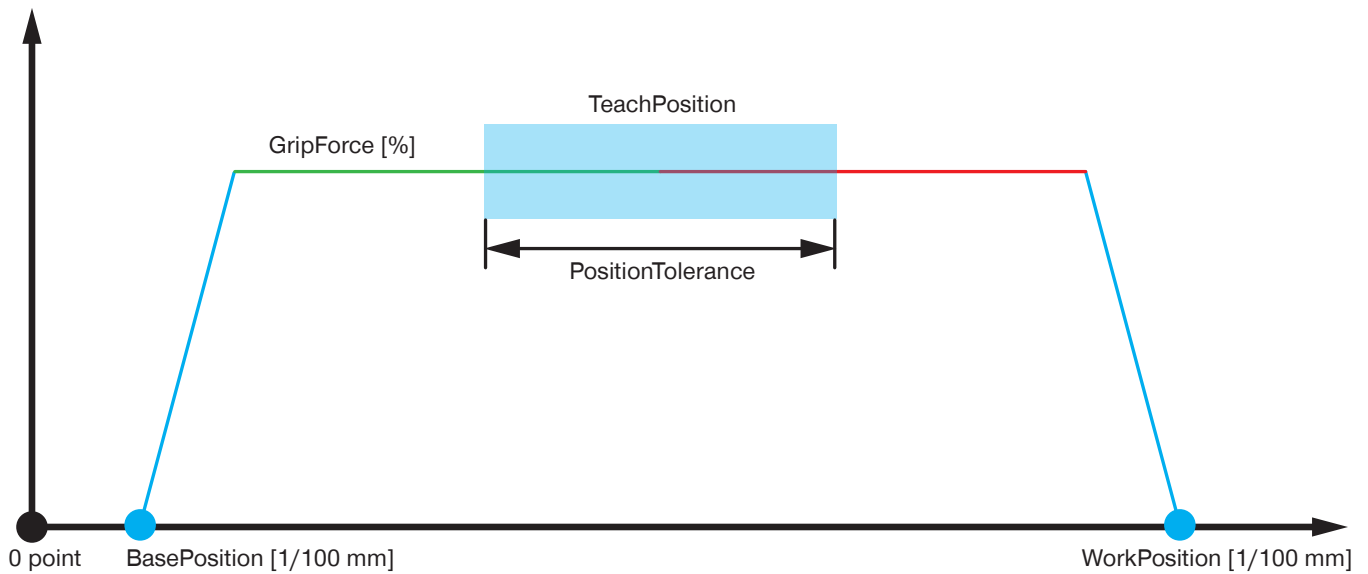 TeachPosition
GripForce [%]
PositionTolerance
0 point
BasePosition [1/100 mm]
WorkPosition [1/100 mm]